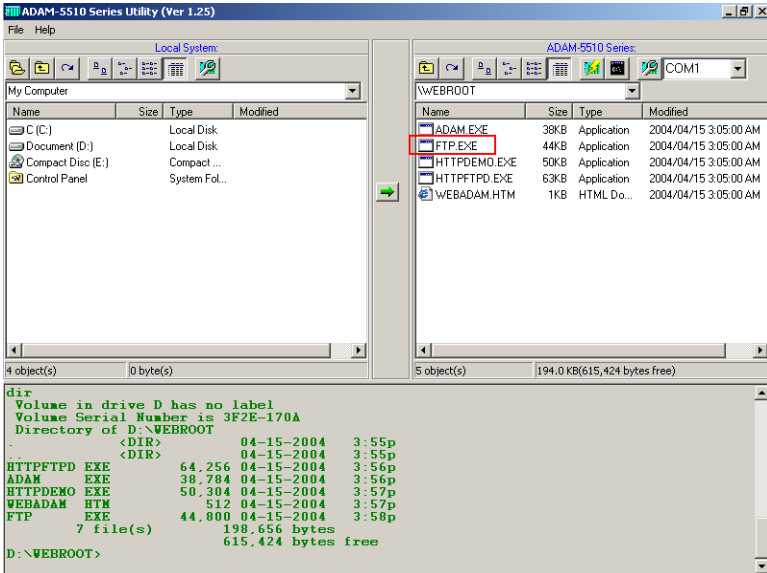 ADAM-5510 Series Utility (Ver 1.25)
File Help
Local System:
My Computer
Name Size Type Modified
C (C:) Local Disk
Document (D:) Local Disk
Compact Disc (E:) Compact ...
Control Panel System Fol...
4 object(s) 0 byte(s)
ADAM-5510 Series:
COM1
\WEBROOT
Name Size Type Modified
ADAM.EXE 38KB Application 2004/04/15 3:05:00 AM
FTP.EXE 44KB Application 2004/04/15 3:05:00 AM
HTTPDEMO.EXE 50KB Application 2004/04/15 3:05:00 AM
HTTPFTPD.EXE 63KB Application 2004/04/15 3:05:00 AM
WEBADAM.HTM 1KB HTML Do... 2004/04/15 3:05:00 AM
5 object(s) 194.0 KB(615,424 bytes free)
dir
Volume in drive D has no label
Volume Serial Number is 3F2E-170A
Directory of D:\WEBROOT
. <DIR> 04-15-2004 3:55p
.. <DIR> 04-15-2004 3:55p
HTTPFTPD EXE 64,256 04-15-2004 3:56p
ADAM EXE 38,784 04-15-2004 3:56p
HTTPDEMO EXE 50,304 04-15-2004 3:57p
WEBADAM HTM 512 04-15-2004 3:57p
FTP EXE 44,800 04-15-2004 3:58p
7 file(s) 198,656 bytes
615,424 bytes free
D:\WEBROOT>